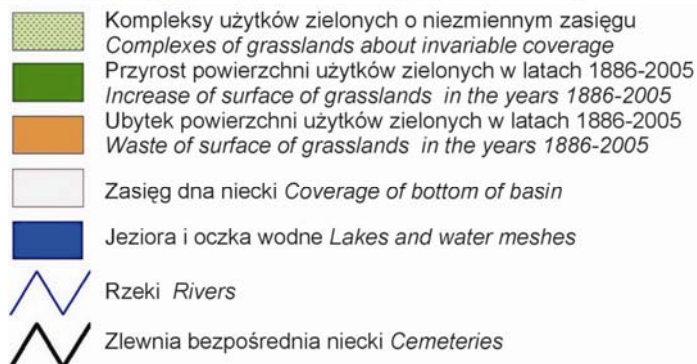 Kompleksy użytków zielonych o niezmiennym zasięgu
Complexes of grasslands about invariable coverage
Przyrost powierzchni użytków zielonych w latach 1886-2005
Increase of surface of grasslands in the years 1886-2005
Ubytek powierzchni użytków zielonych w latach 1886-2005
Waste of surface of grasslands in the years 1886-2005
Zasięg dna niecki Coverage of bottom of basin
Jeziora i oczka wodne Lakes and water meshes
Rzeki Rivers
Zlewnia bezpośrednia niecki Cemeteries